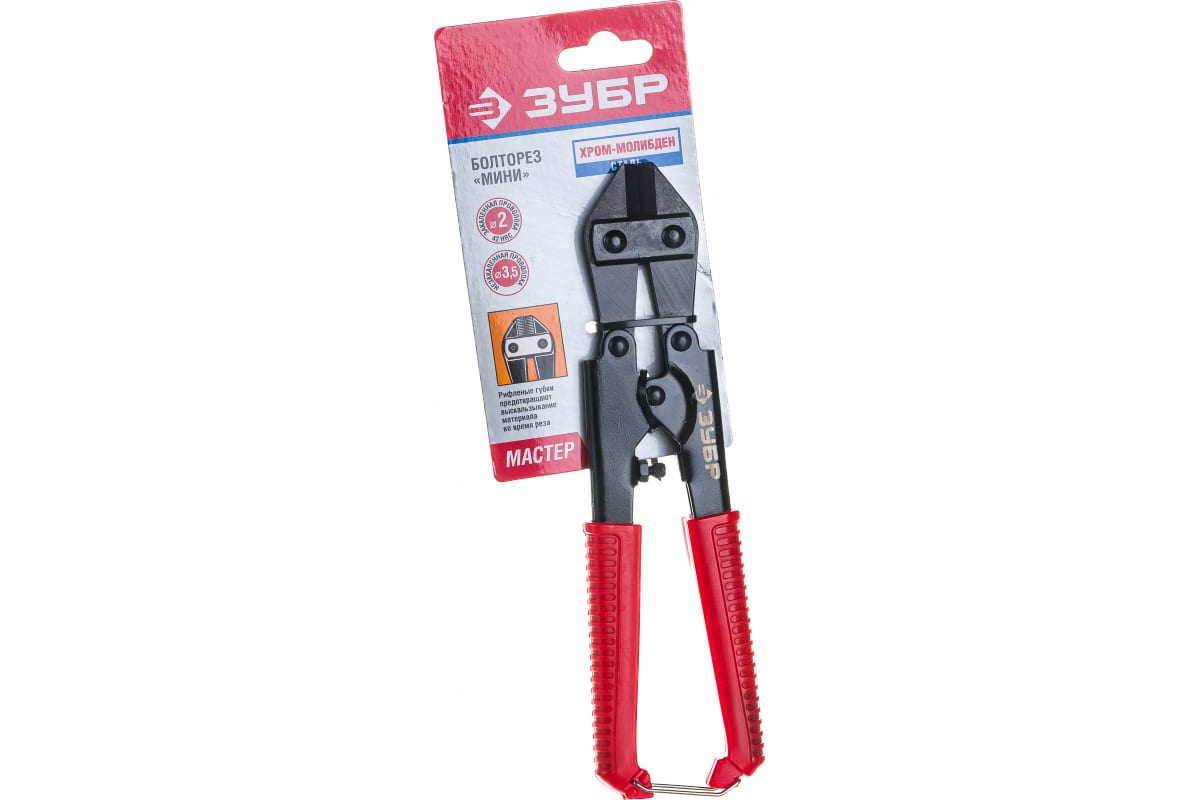 ЗУБР
БОЛТОРЕЗ
«МИНИ»
ХРОМ-МОЛИБДЕН
СТАЛЬ
ЗАКАЛЕННАЯ ПРОВОЛОКА
⌀2
42 HRC
НЕЗАКАЛЕННАЯ ПРОВОЛОКА
⌀3,5
Рифленые губки
предотвращают
выскальзывание
материала
во время реза
МАСТЕР
ЗУБР